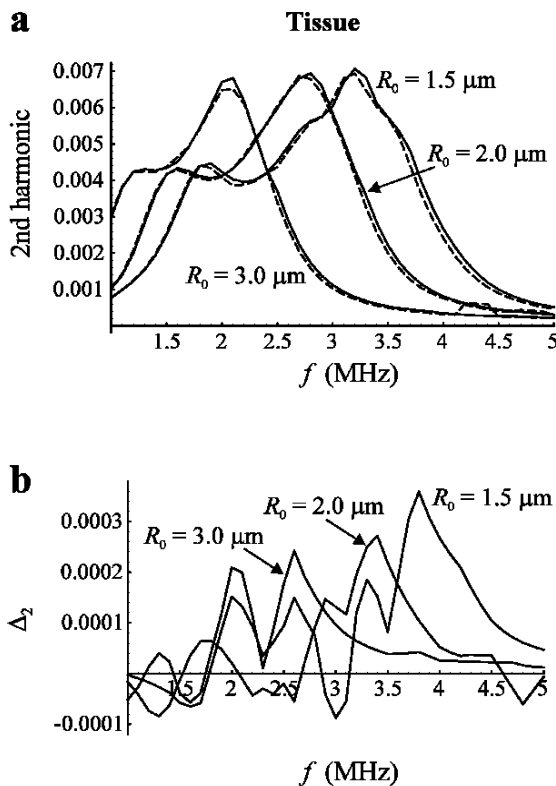 a
Tissue
0.007
0.006
0.005
0.004
0.003
0.002
0.001
2nd harmonic
R₀ = 1.5 μm
R₀ = 2.0 μm
R₀ = 3.0 μm
1.5 2 2.5 3 3.5 4 4.5 5
f (MHz)
b
0.0003
0.0002
0.0001
-0.0001
Δ₂
R₀ = 1.5 μm
R₀ = 2.0 μm
R₀ = 3.0 μm
1.5 2 2.5 3 3.5 4 4.5 5
f (MHz)